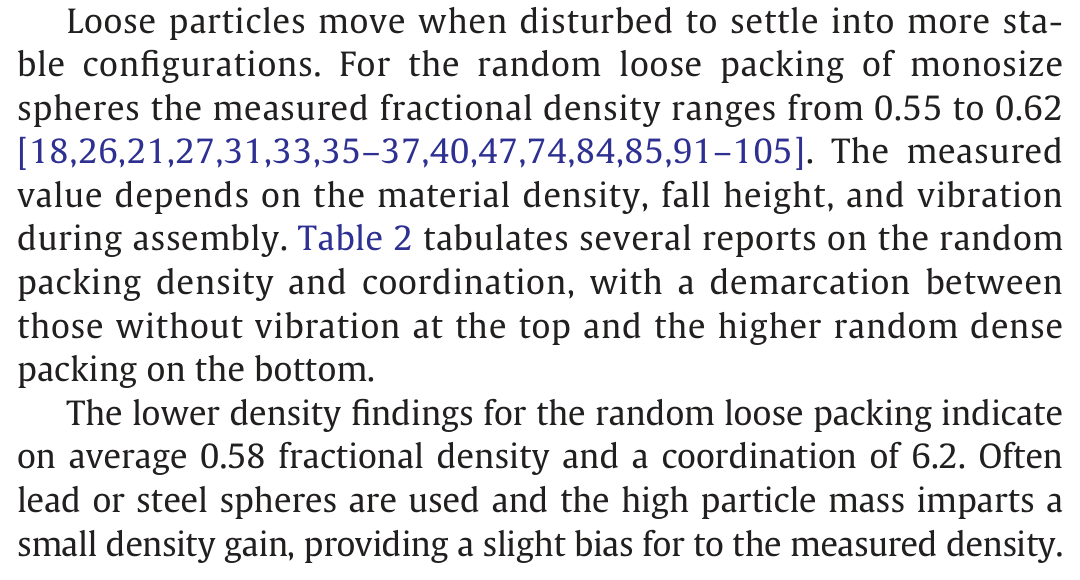 Loose particles move when disturbed to settle into more sta-
ble configurations. For the random loose packing of monosize
spheres the measured fractional density ranges from 0.55 to 0.62
[18,26,21,27,31,33,35–37,40,47,74,84,85,91–105]. The measured
value depends on the material density, fall height, and vibration
during assembly. Table 2 tabulates several reports on the random
packing density and coordination, with a demarcation between
those without vibration at the top and the higher random dense
packing on the bottom.
The lower density findings for the random loose packing indicate
on average 0.58 fractional density and a coordination of 6.2. Often
lead or steel spheres are used and the high particle mass imparts a
small density gain, providing a slight bias for to the measured density.